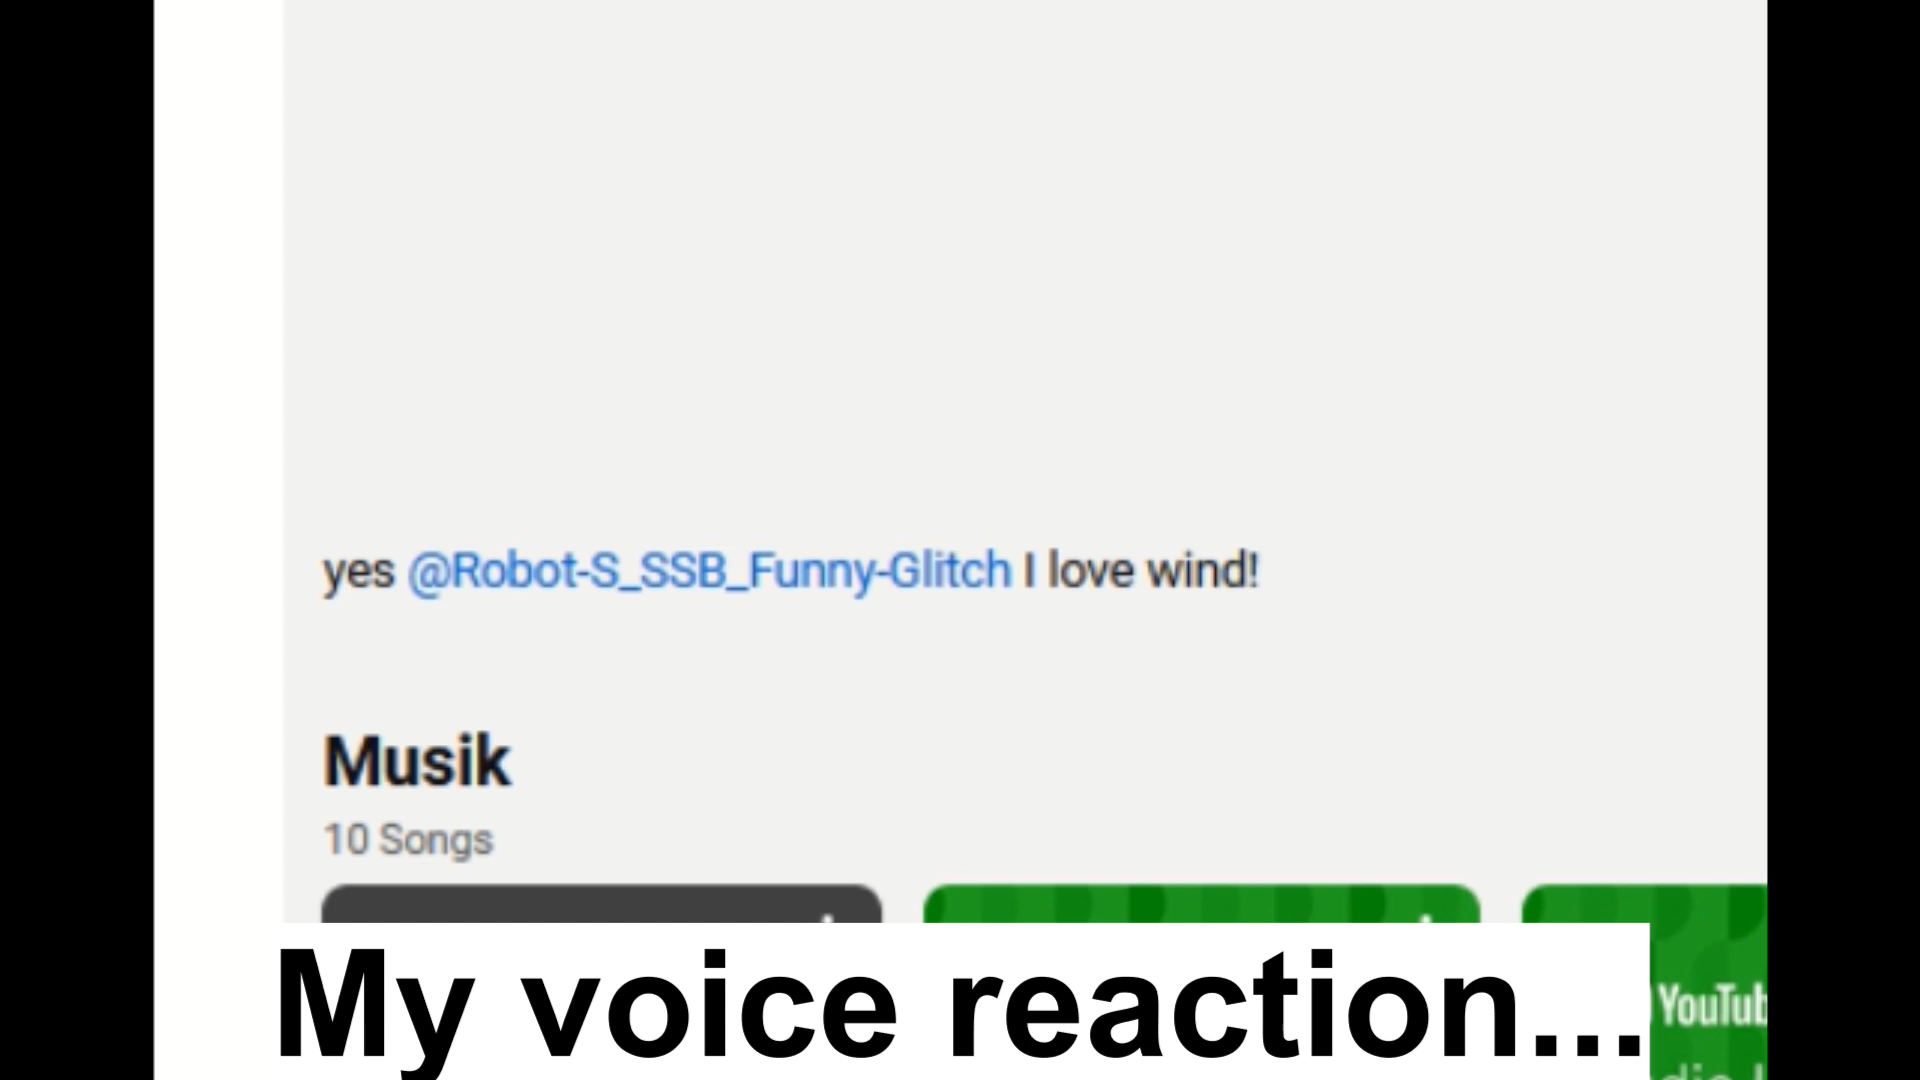 yes @Robot-S_SSB_Funny-Glitch I love wind!
Musik
10 Songs
My voice reaction...